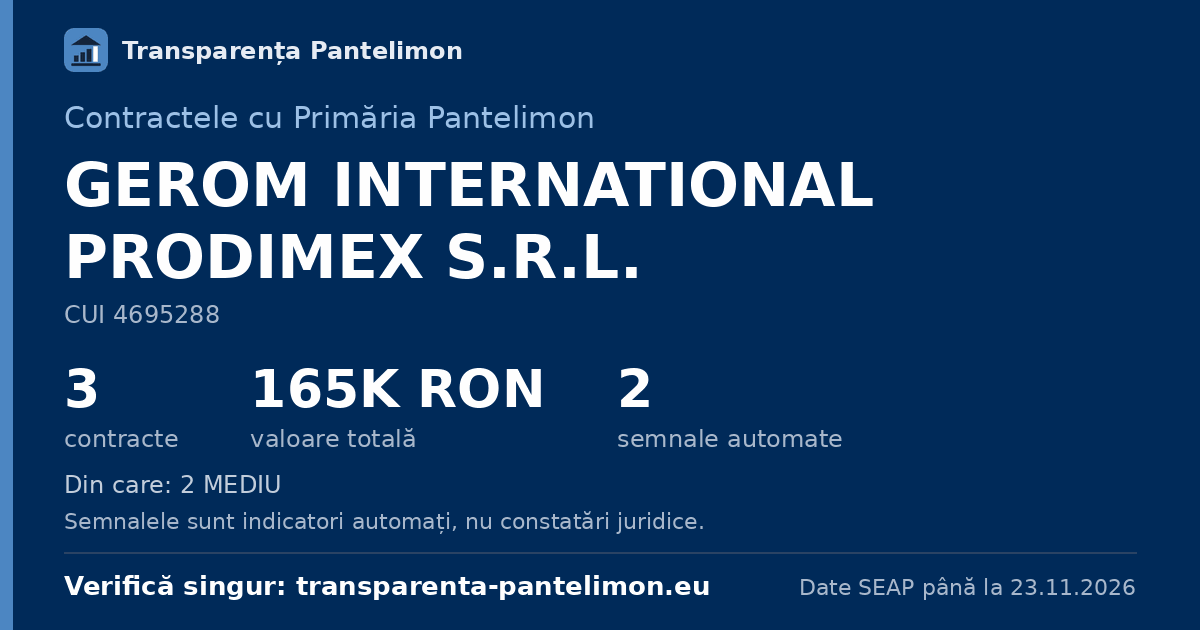 Transparența Pantelimon
Contractele cu Primăria Pantelimon
GEROM INTERNATIONAL
PRODIMEX S.R.L.
CUI 4695288
3 165K RON 2
contracte valoare totală semnale automate
Din care: 2 MEDIU
Semnalele sunt indicatori automați, nu constatări juridice.
Verifică singur: transparenta-pantelimon.eu Date SEAP până la 23.11.2026